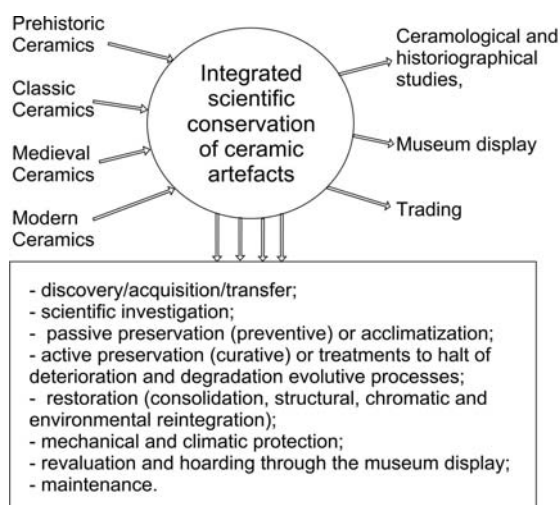 Prehistoric
Ceramics
Classic
Ceramics
Medieval
Ceramics
Modern
Ceramics
Integrated
scientific
conservation
of ceramic
artefacts
Ceramological and
historiographical
studies,
Museum display
Trading
- discovery/acquisition/transfer;
- scientific investigation;
- passive preservation (preventive) or acclimatization;
- active preservation (curative) or treatments to halt of
deterioration and degradation evolutive processes;
- restoration (consolidation, structural, chromatic and
environmental reintegration);
- mechanical and climatic protection;
- revaluation and hoarding through the museum display;
- maintenance.